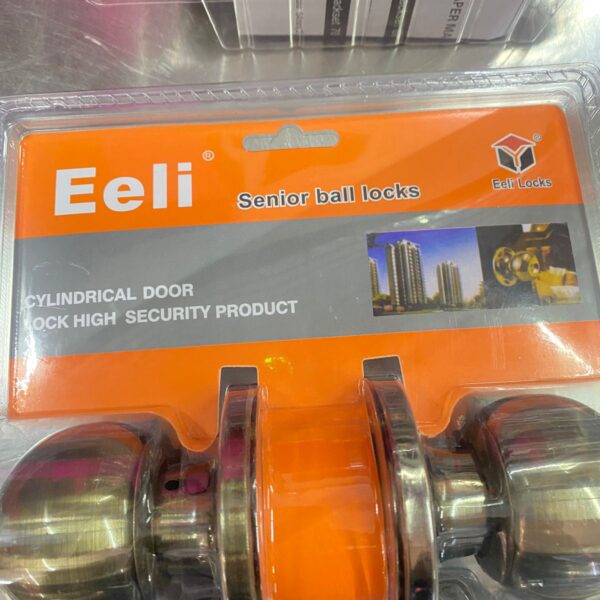 Eeli®
Senior ball locks
®
Eeli Locks
CYLINDRICAL DOOR
LOCK HIGH SECURITY PRODUCT